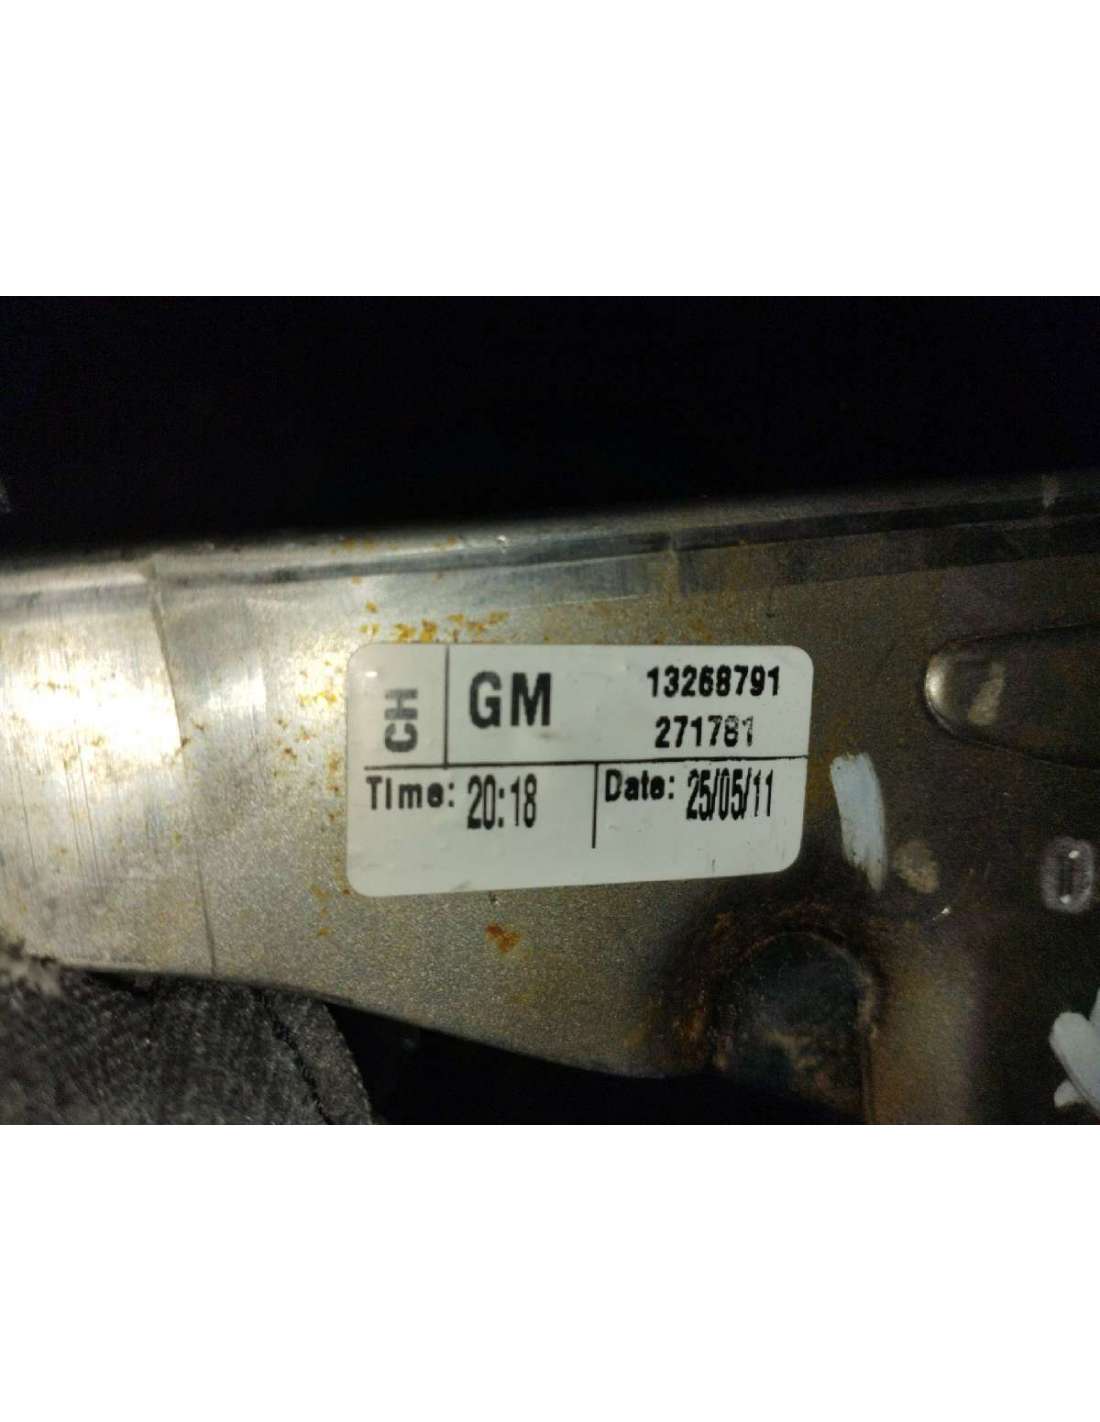 CH
GM 13268791
271781
Time: 20:18 Date: 25/05/11